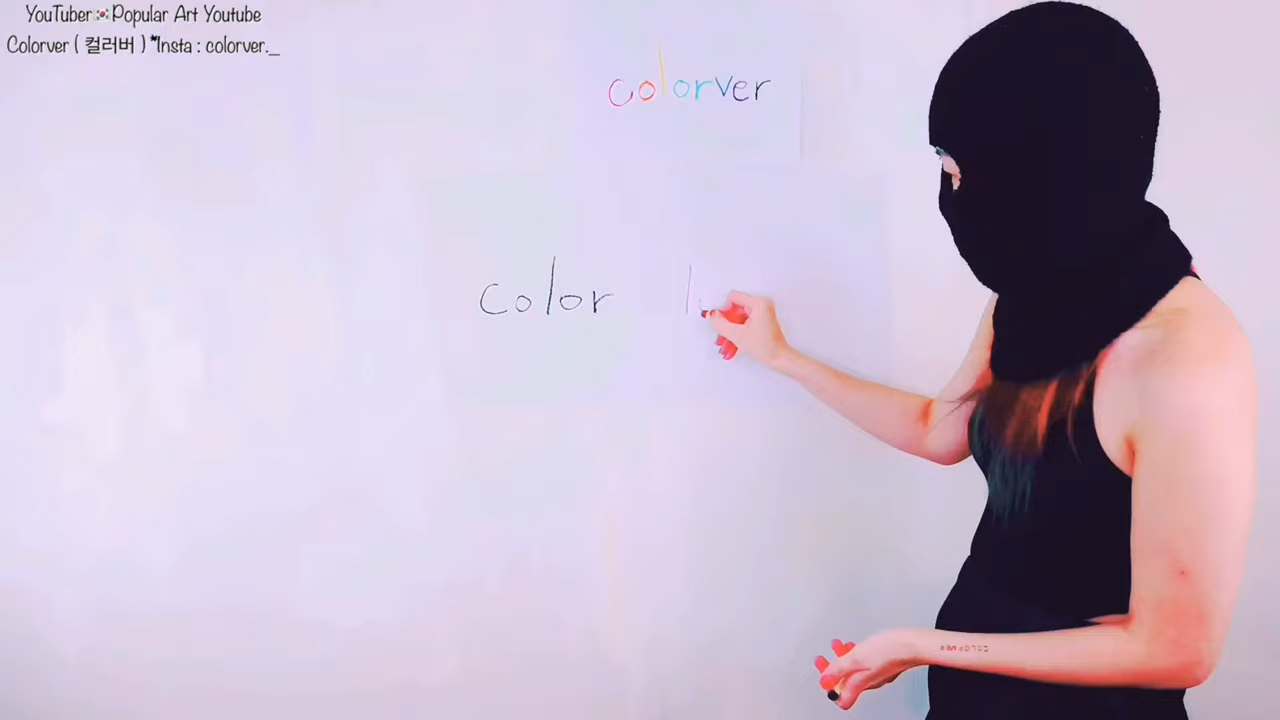 YouTuber🇰🇷Popular Art Youtube
Colorver ( 컬러버 ) *Insta : colorver._
colorver
color